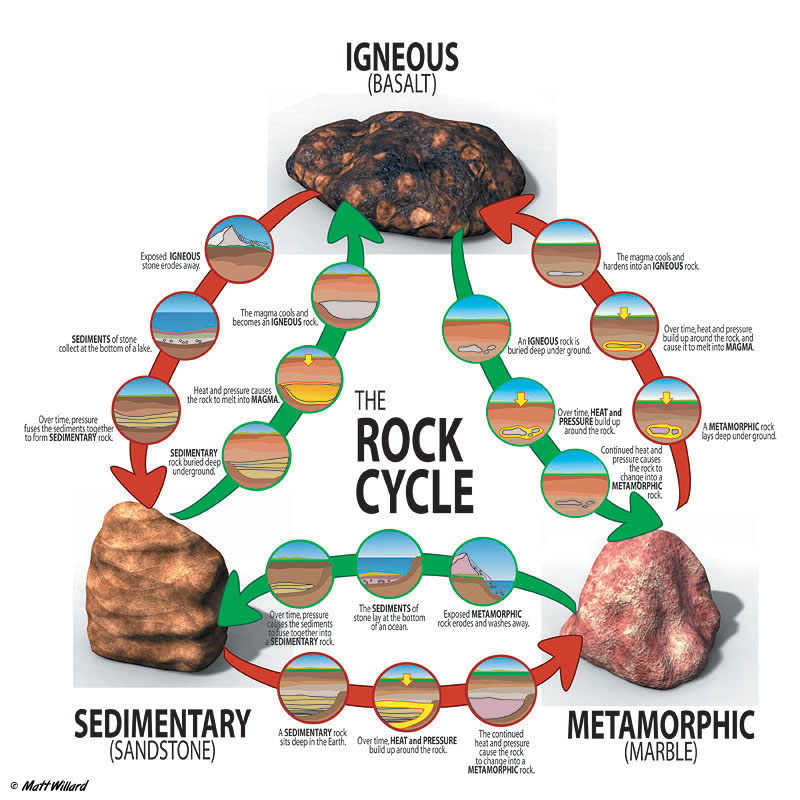 IGNEOUS
(BASALT)
Exposed IGNEOUS
stone erodes away.
SEDIMENTS of stone
collect at the bottom of a lake.
Over time, pressure
fuses the sediments together
to form SEDIMENTARY rock.
The magma cools and
becomes an IGNEOUS rock.
Heat and pressure causes
the rock to melt into MAGMA.
SEDIMENTARY
rock buried deep
underground.
THE
ROCK
CYCLE
An IGNEOUS rock is
buried deep under ground.
Over time, HEAT and
PRESSURE build up
around the rock.
Continued heat and
pressure causes
the rock to
change into a
METAMORPHIC
rock.
The magma cools and
hardens into an IGNEOUS rock.
Over time, heat and pressure
build up around the rock, and
cause it to melt into MAGMA.
A METAMORPHIC rock
lays deep under ground.
Over time, pressure
causes the sediments
to fuse together into
a SEDIMENTARY rock.
The SEDIMENTS of
stone lay at the bottom
of an ocean.
Exposed METAMORPHIC
rock erodes and washes away.
A SEDIMENTARY rock
sits deep in the Earth.
Over time, HEAT and PRESSURE
build up around the rock.
The continued
heat and pressure
cause the rock
to change into a
METAMORPHIC rock.
SEDIMENTARY
(SANDSTONE)
METAMORPHIC
(MARBLE)
© Matt Willard